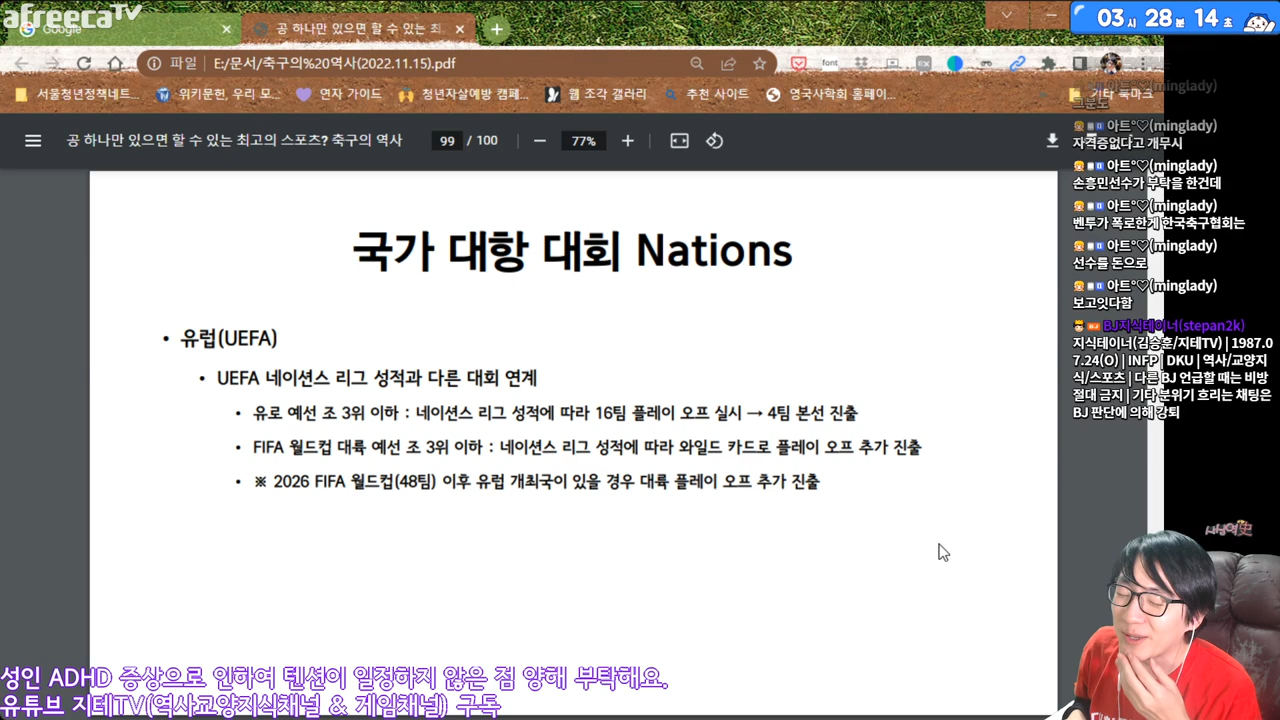 afreecaTV
Google
공 하나만 있으면 할 수 있는 최
03시 28분 14초
파일
E:/문서/축구의%20역사(2022.11.15).pdf
font
서울청년정책네트...
위키문헌, 우리 모...
연자 가이드
청년자살예방 캠페...
웹 조각 갤러리
추천 사이트
영국사학회 홈페이...
기타 북마크
공 하나만 있으면 할 수 있는 최고의 스포츠? 축구의 역사
99 / 100
77%
국가 대항 대회 Nations
• 유럽(UEFA)
• UEFA 네이션스 리그 성적과 다른 대회 연계
• 유로 예선 조 3위 이하 : 네이션스 리그 성적에 따라 16팀 플레이 오프 실시 → 4팀 본선 진출
• FIFA 월드컵 대륙 예선 조 3위 이하 : 네이션스 리그 성적에 따라 와일드 카드로 플레이 오프 추가 진출
• ※ 2026 FIFA 월드컵(48팀) 이후 유럽 개최국이 있을 경우 대륙 플레이 오프 추가 진출
아트°♡(minglady)
그분도
아트°♡(minglady)
자격증없다고 개무시
아트°♡(minglady)
손흥민선수가 부탁을 한건데
아트°♡(minglady)
벤투가 폭로한게 한국축구협회는
아트°♡(minglady)
선수를 돈으로
아트°♡(minglady)
보고잇다함
BJ지식테이너(stepan2k)
지식테이너(김승훈/지테TV) | 1987.0
7.24(O) | INFP | DKU | 역사/교양지
식/스포츠 | 다른 BJ 언급할 때는 비방
절대 금지 | 기타 분위기 흐리는 채팅은
BJ 판단에 의해 강퇴
성인 ADHD 증상으로 인하여 텐션이 일정하지 않은 점 양해 부탁해요.
유튜브 지테TV(역사교양지식채널 & 게임채널) 구독